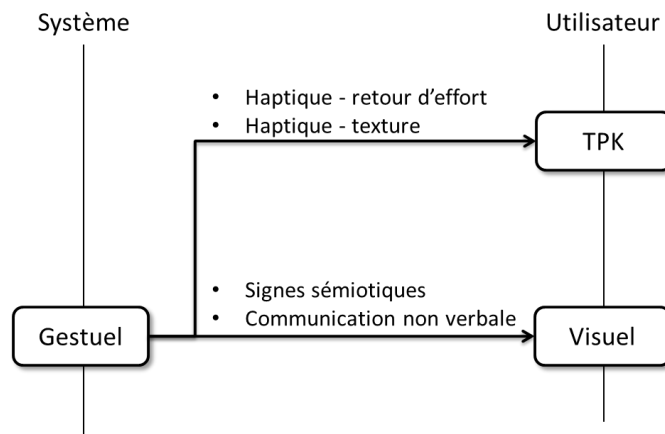 Système
Utilisateur
• Haptique - retour d’effort
• Haptique - texture
TPK
• Signes sémiotiques
• Communication non verbale
Gestuel
Visuel